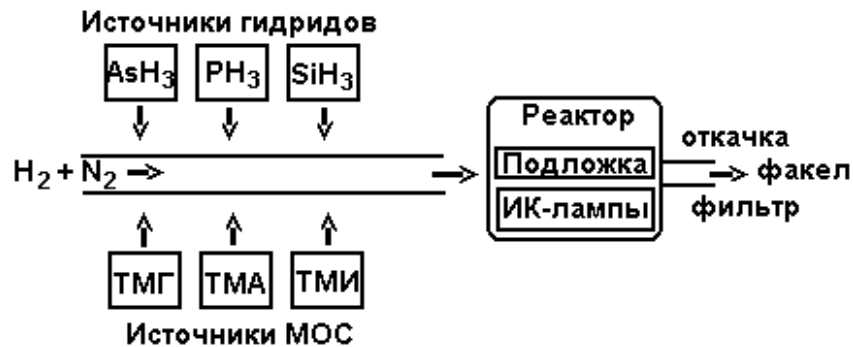 Источники гидридов
AsH₃ PH₃ SiH₃
Реактор
откачка
H₂ + N₂
Подложка
факел
ИК-лампы
фильтр
ТМГ ТМА ТМИ
Источники МОС